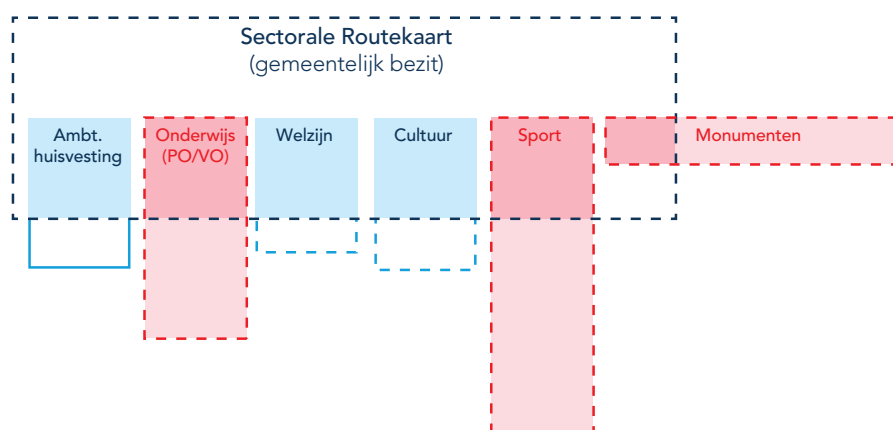 Sectorale Routekaart
(gemeentelijk bezit)
Ambt.
huisvesting
Onderwijs
(PO/VO)
Welzijn
Cultuur
Sport
Monumenten